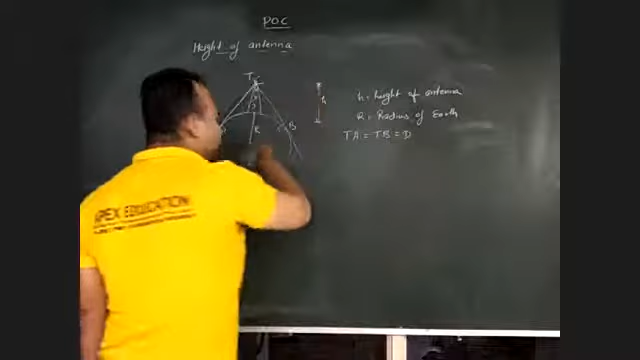 POC
Height of antenna
T
h
h = height of antenna
R = Radius of Earth
R
B
TA = TB = D
APEX EDUCATION